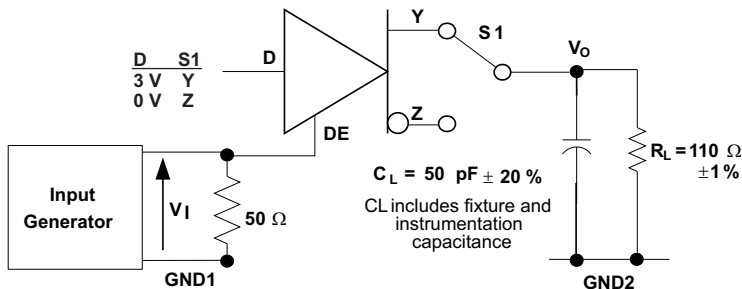 Y
S1
VO
D S1
3 V Y
0 V Z
D
Z
DE
Input
Generator
VI
50 Ω
GND1
CL = 50 pF ± 20 %
CL includes fixture and
instrumentation
capacitance
RL = 110 Ω
±1 %
GND2